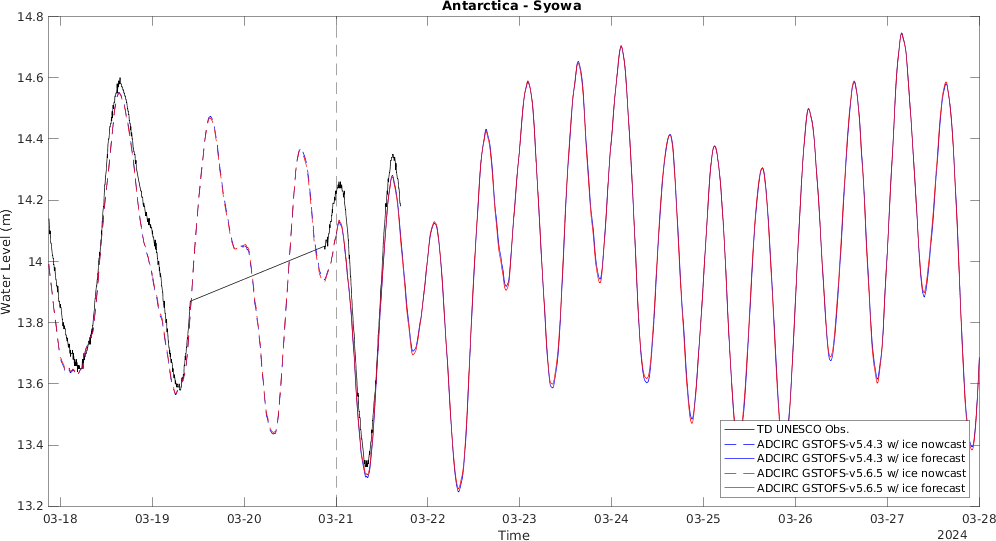 Antarctica - Syowa
Water Level (m)
14.8
14.6
14.4
14.2
14
13.8
13.6
13.4
13.2
TD UNESCO Obs.
ADCIRC GSTOFS-v5.4.3 w/ ice nowcast
ADCIRC GSTOFS-v5.4.3 w/ ice forecast
ADCIRC GSTOFS-v5.6.5 w/ ice nowcast
ADCIRC GSTOFS-v5.6.5 w/ ice forecast
03-18 03-19 03-20 03-21 03-22 03-23 03-24 03-25 03-26 03-27 03-28
Time
2024